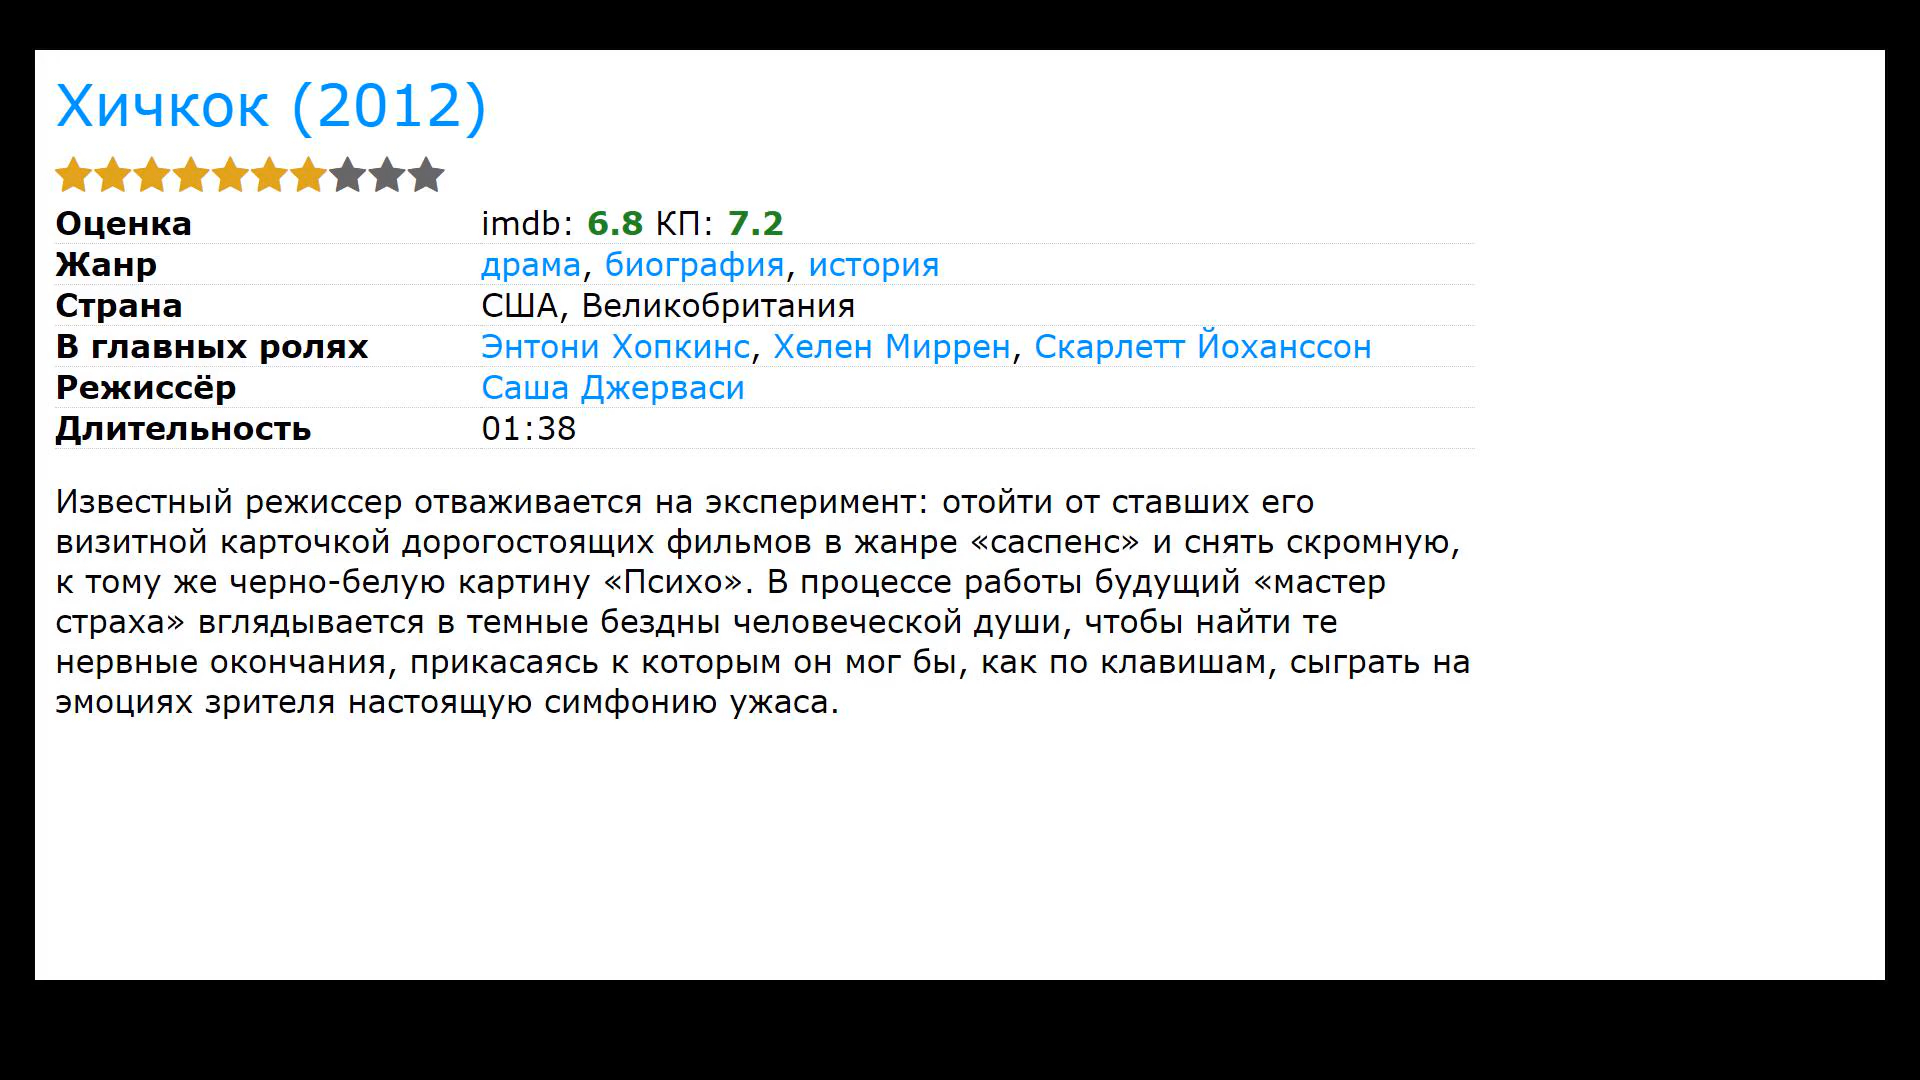 Хичкок (2012)
Оценка imdb: 6.8 КП: 7.2
Жанр драма, биография, история
Страна США, Великобритания
В главных ролях Энтони Хопкинс, Хелен Миррен, Скарлетт Йоханссон
Режиссёр Саша Джерваси
Длительность 01:38
Известный режиссер отваживается на эксперимент: отойти от ставших его
визитной карточкой дорогостоящих фильмов в жанре «саспенс» и снять скромную,
к тому же черно-белую картину «Психо». В процессе работы будущий «мастер
страха» вглядывается в темные бездны человеческой души, чтобы найти те
нервные окончания, прикасаясь к которым он мог бы, как по клавишам, сыграть на
эмоциях зрителя настоящую симфонию ужаса.